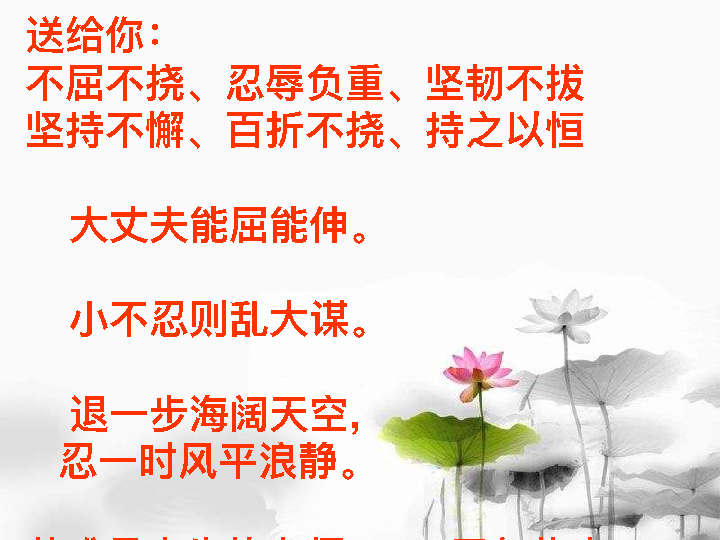 送给你：
不屈不挠、忍辱负重、坚韧不拔
坚持不懈、百折不挠、持之以恒
大丈夫能屈能伸。
小不忍则乱大谋。
退一步海阔天空，
忍一时风平浪静。